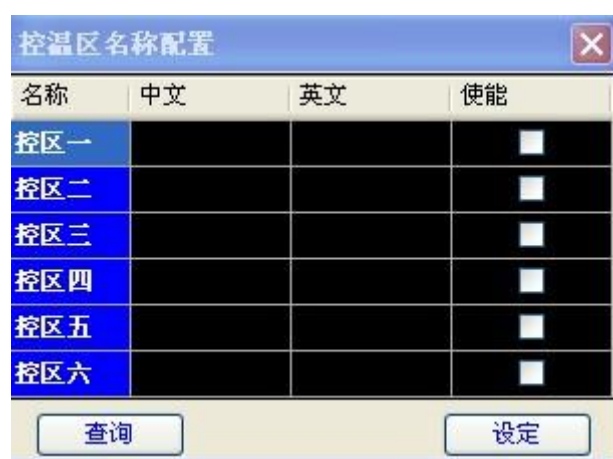 控温区名称配置
名称 中文 英文 使能
控区一
控区二
控区三
控区四
控区五
控区六
查询 设定